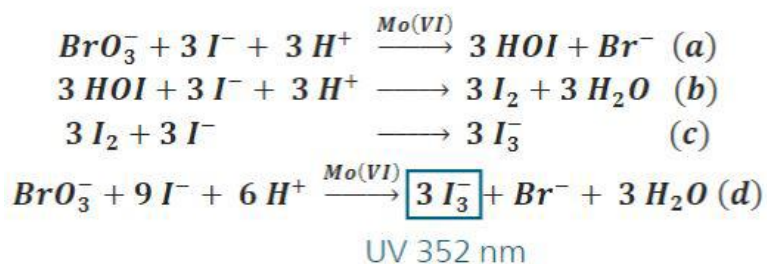 Mo(VI)
BrO₃⁻ + 3 I⁻ + 3 H⁺ ⟶ 3 HOI + Br⁻ (a)
3 HOI + 3 I⁻ + 3 H⁺ ⟶ 3 I₂ + 3 H₂O (b)
3 I₂ + 3 I⁻ ⟶ 3 I₃⁻ (c)
Mo(VI)
BrO₃⁻ + 9 I⁻ + 6 H⁺ ⟶ 3 I₃⁻ + Br⁻ + 3 H₂O (d)
UV 352 nm